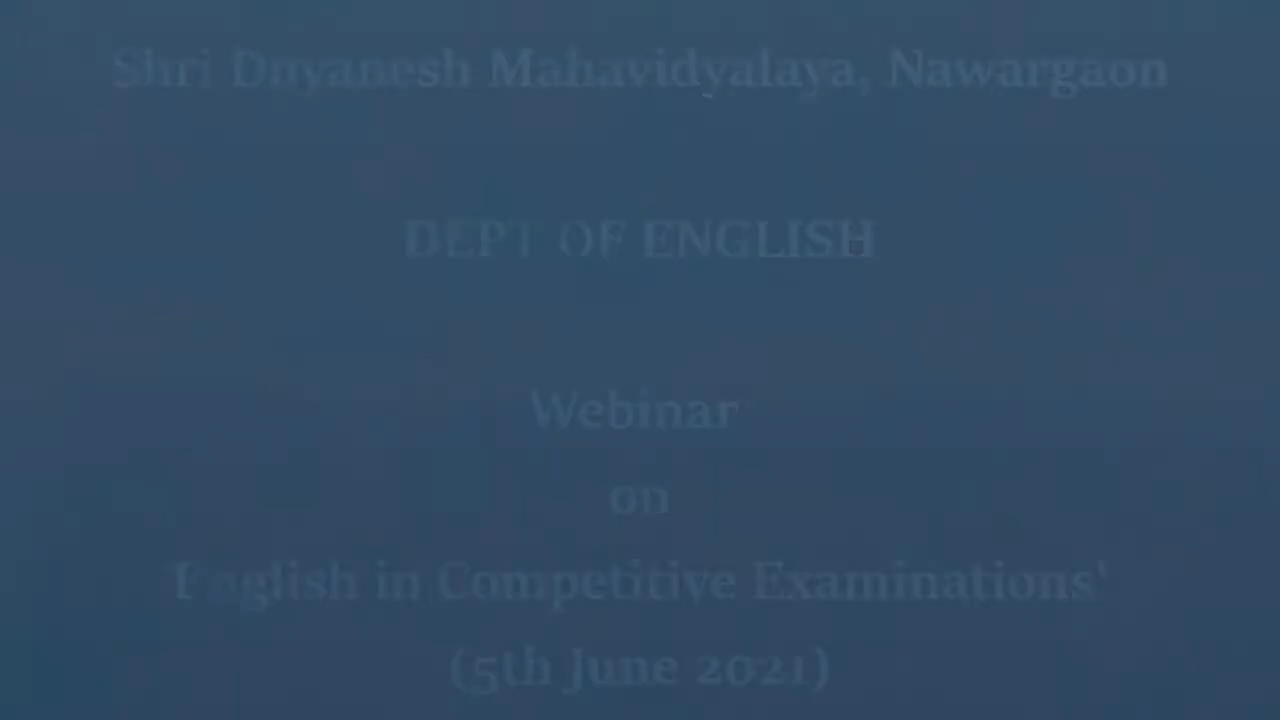 Shri Dnyanesh Mahavidyalaya, Nawargaon
DEPT OF ENGLISH
Webinar
on
English in Competitive Examinations'
(5th June 2021)